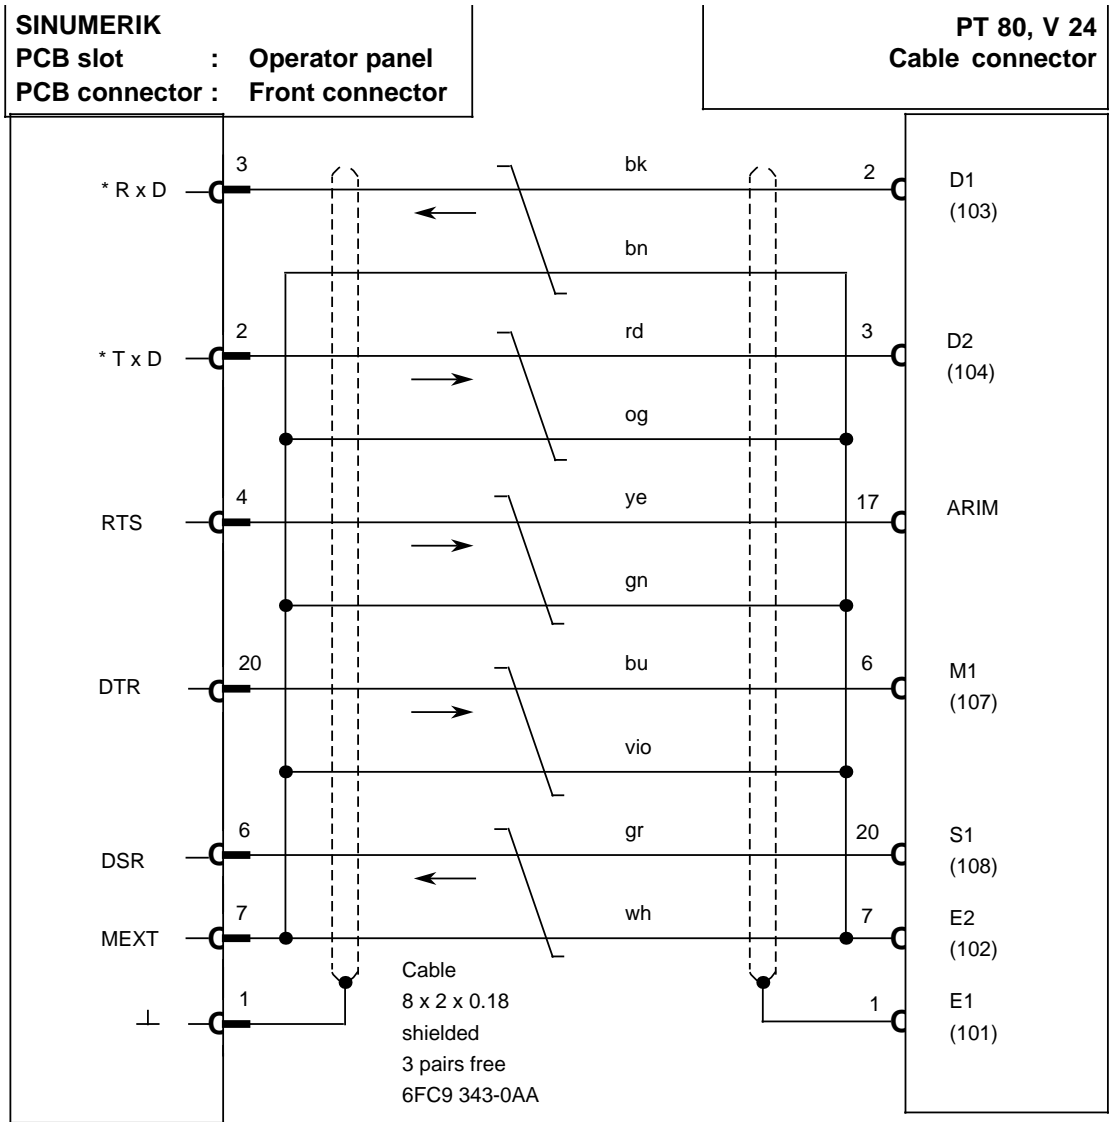 SINUMERIK
PCB slot : Operator panel
PCB connector : Front connector
PT 80, V 24
Cable connector
* R x D 3 bk 2 D1
(103)
bn
* T x D 2 rd 3 D2
(104)
og
RTS 4 ye 17 ARIM
gn
DTR 20 bu 6 M1
(107)
vio
DSR 6 gr 20 S1
(108)
MEXT 7 wh 7 E2
(102)
1 1 E1
(101)
Cable
8 x 2 x 0.18
shielded
3 pairs free
6FC9 343-0AA